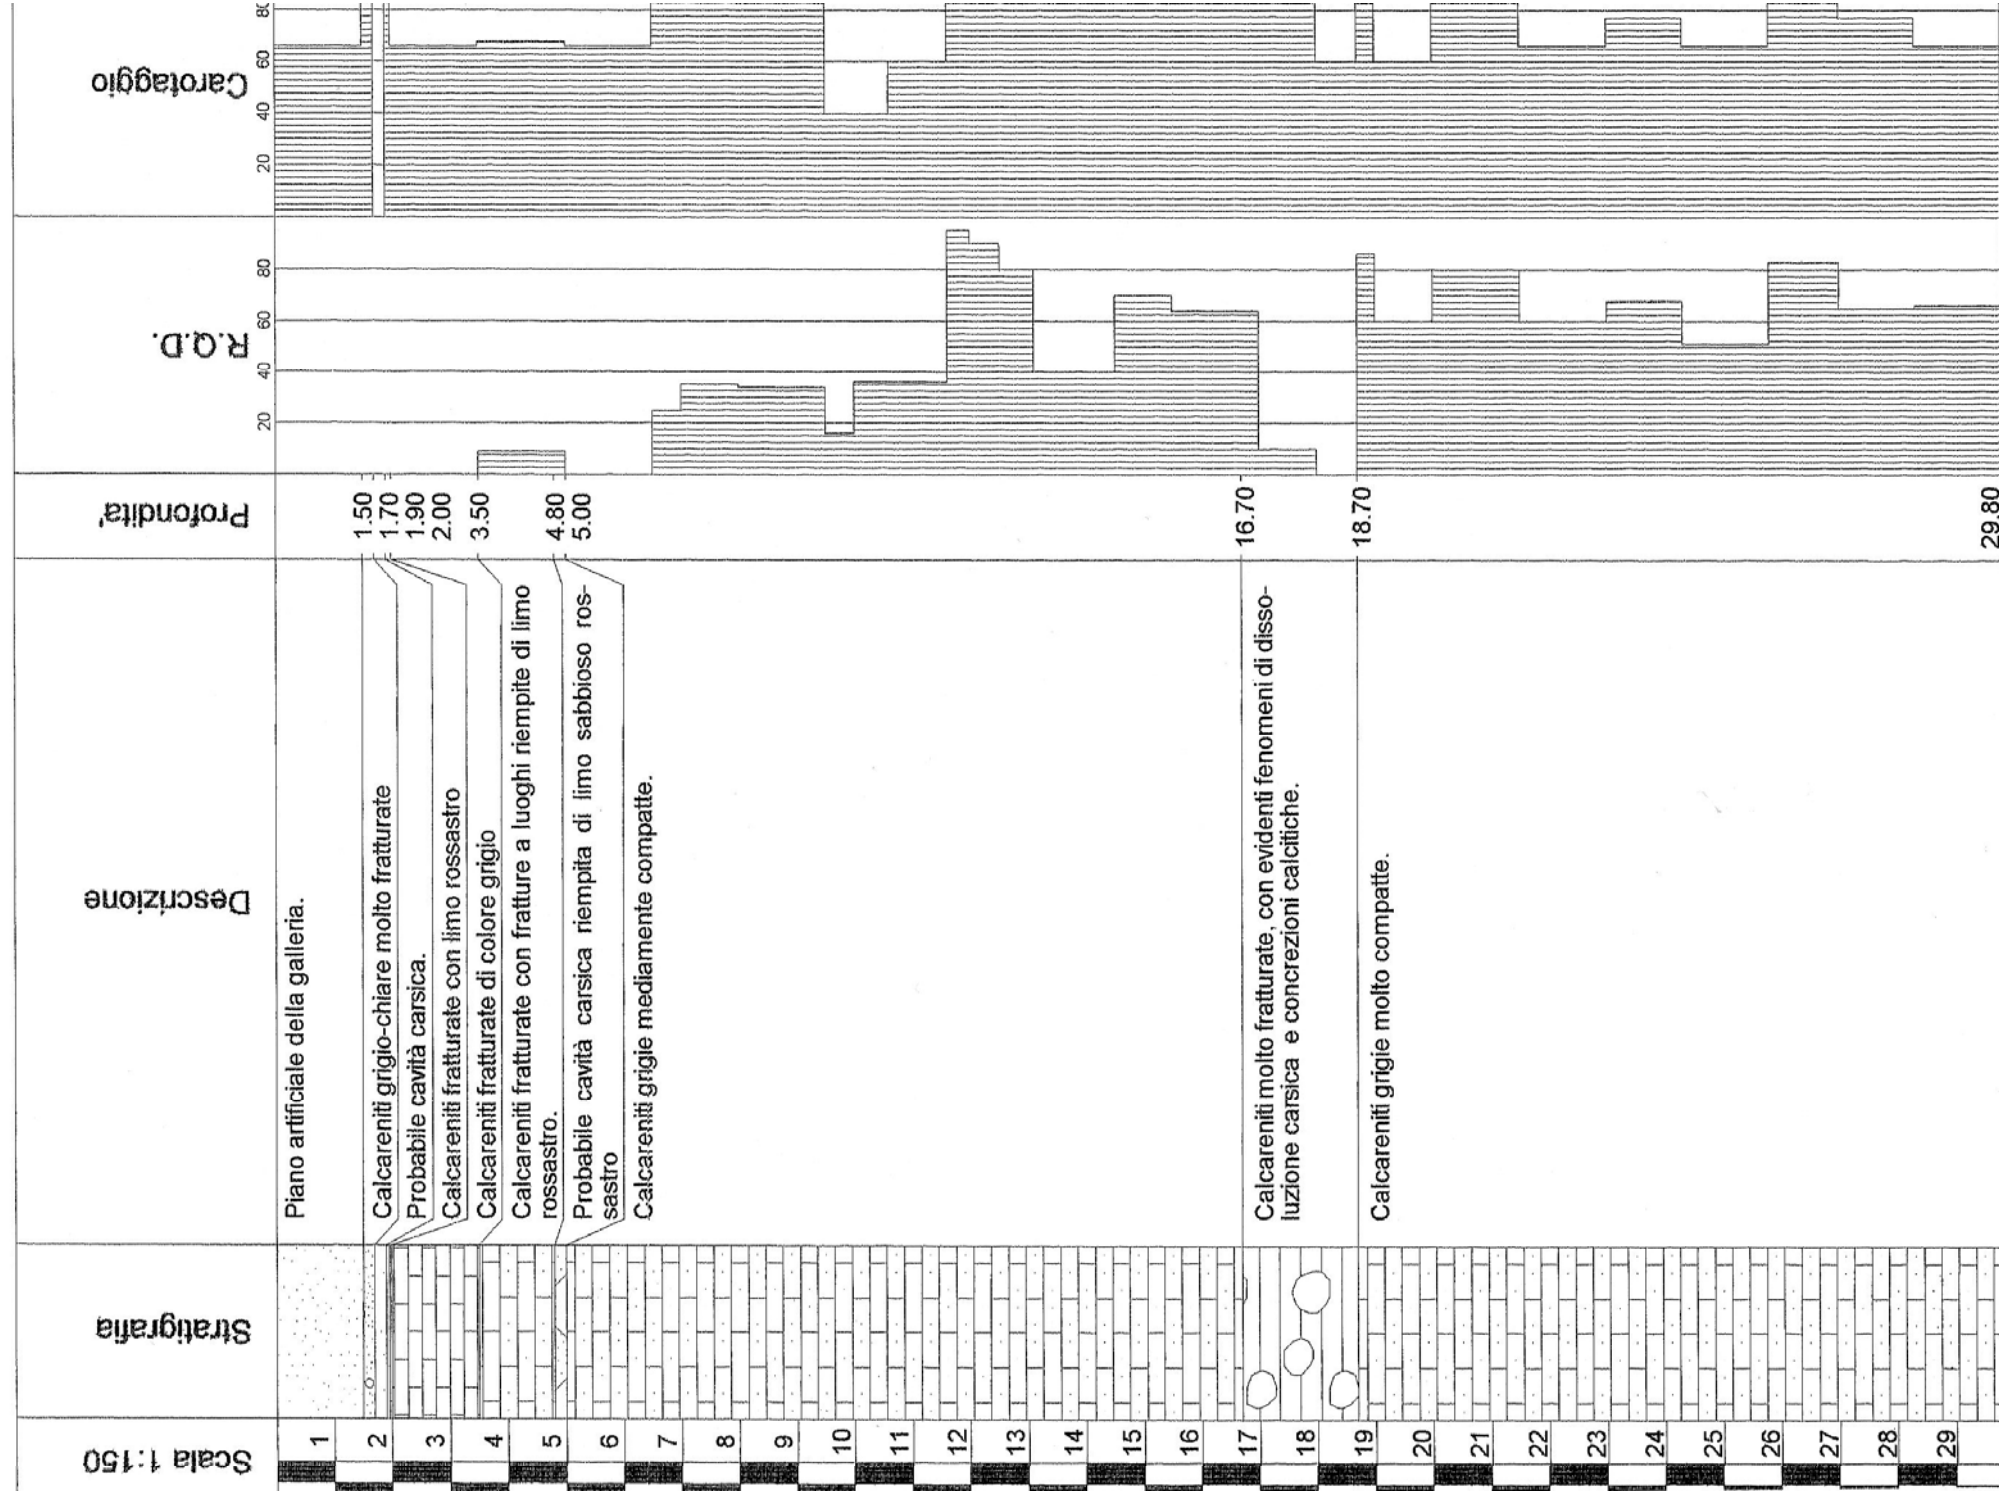 Scala 1:150
Stratigrafia
Descrizione
Profondita'
R.Q.D.
Carotaggio
20
40
60
80
20
40
60
1
2
3
4
5
6
7
8
9
10
11
12
13
14
15
16
17
18
19
20
21
22
23
24
25
26
27
28
29
Piano artificiale della galleria.
1.50
Calcareniti grigio-chiare molto fratturate
1.70
Probabile cavità carsica.
1.90
Calcareniti fratturate con limo rossastro
2.00
Calcareniti fratturate di colore grigio
3.50
Calcareniti fratturate con fratture a luoghi riempite di limo
rossastro.
4.80
Probabile cavità carsica riempita di limo sabbioso ros-
sastro
5.00
Calcareniti grigie mediamente compatte.
16.70
Calcareniti molto fratturate, con evidenti fenomeni di disso-
luzione carsica e concrezioni calcitiche.
18.70
Calcareniti grigie molto compatte.
29.80